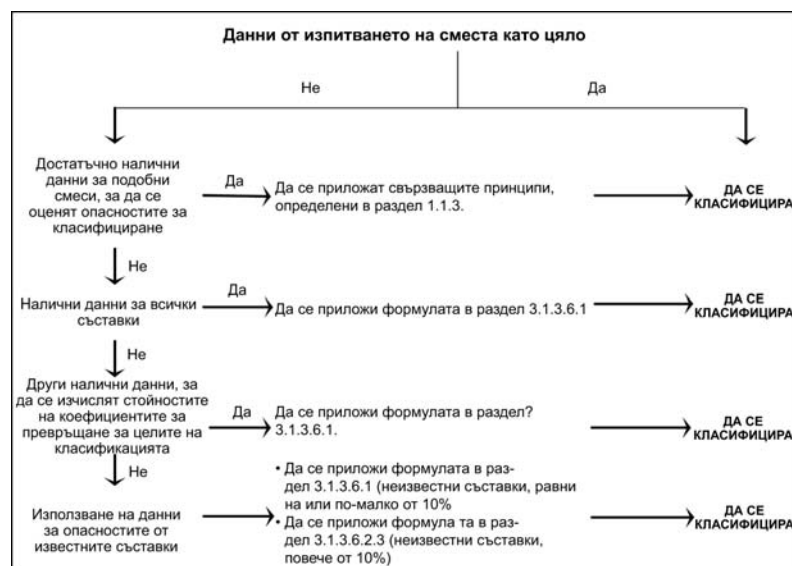 Данни от изпитването на сместа като цяло
Не
Да
Достатъчно налични
данни за подобни
смеси, за да се
оценят опасностите за
класифициране
Да
Да се приложат свързващите принципи,
определени в раздел 1.1.3.
ДА СЕ
КЛАСИФИЦИРА
Не
Налични данни за всички
съставки
Да
Да се приложи формулата в раздел 3.1.3.6.1
ДА СЕ
КЛАСИФИЦИРА
Не
Други налични данни, за
да се изчислят стойностите
на коефициентите за
превръщане за целите на
класификацията
Да
Да се приложи формулата в раздел?
3.1.3.6.1.
ДА СЕ
КЛАСИФИЦИРА
Не
Използване на данни
за опасностите от
известните съставки
• Да се приложи формулата в раз-
дел 3.1.3.6.1 (неизвестни съставки, равни
на или по-малко от 10%
• Да се приложи формула та в раз-
дел 3.1.3.6.2.3 (неизвестни съставки,
повече от 10%)
ДА СЕ
КЛАСИФИЦИРА